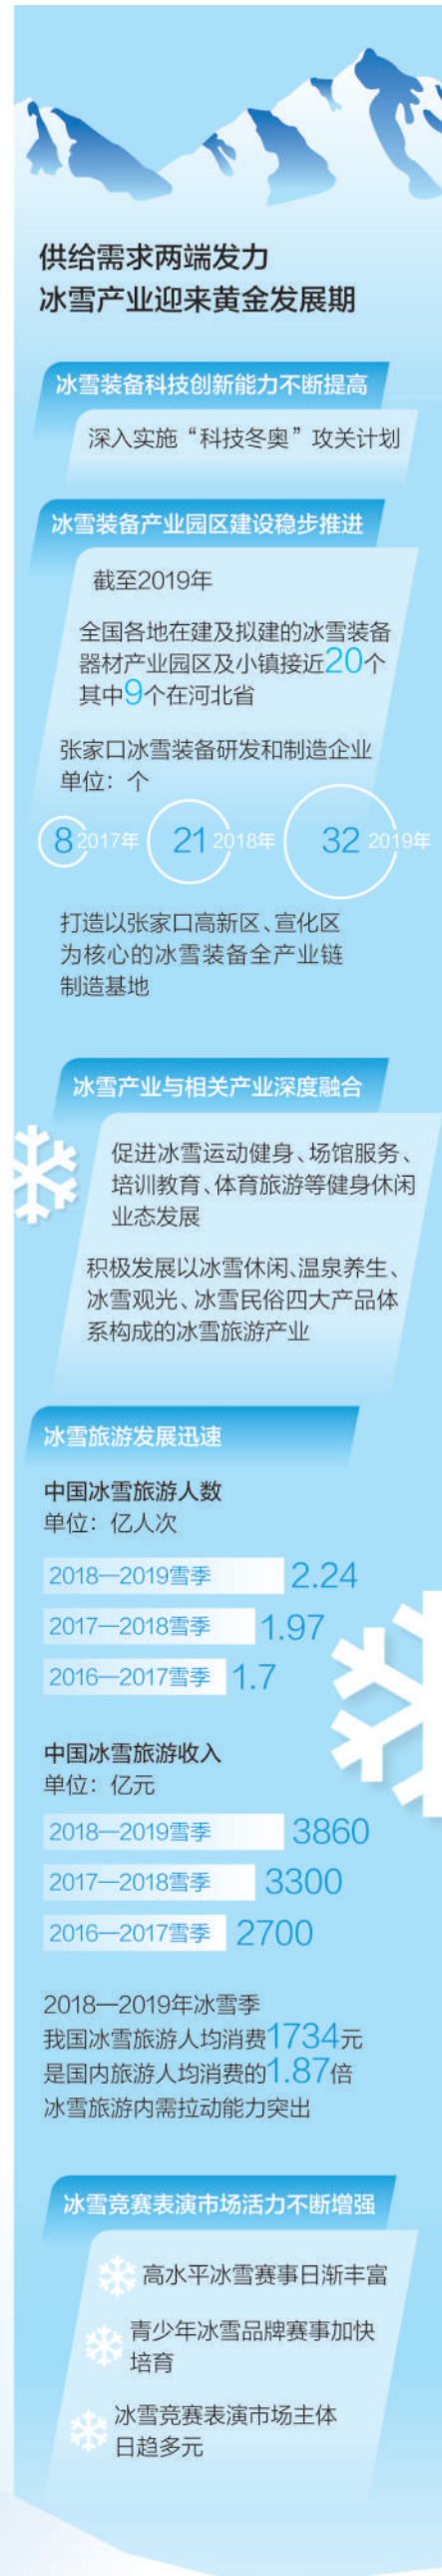 供给需求两端发力
冰雪产业迎来黄金发展期
冰雪装备科技创新能力不断提高
深入实施“科技冬奥”攻关计划
冰雪装备产业园区建设稳步推进
截至2019年
全国各地在建及拟建的冰雪装备
器材产业园区及小镇接近20个
其中9个在河北省
张家口冰雪装备研发和制造企业
单位：个
8 2017年 21 2018年 32 2019年
打造以张家口高新区、宣化区
为核心的冰雪装备全产业链
制造基地
冰雪产业与相关产业深度融合
促进冰雪运动健身、场馆服务、
培训教育、体育旅游等健身休闲
业态发展
积极发展以冰雪休闲、温泉养生、
冰雪观光、冰雪民俗四大产品体
系构成的冰雪旅游产业
冰雪旅游发展迅速
中国冰雪旅游人数
单位：亿人次
2018—2019雪季 2.24
2017—2018雪季 1.97
2016—2017雪季 1.7
中国冰雪旅游收入
单位：亿元
2018—2019雪季 3860
2017—2018雪季 3300
2016—2017雪季 2700
2018—2019年冰雪季
我国冰雪旅游人均消费1734元
是国内旅游人均消费的1.87倍
冰雪旅游内需拉动能力突出
冰雪竞赛表演市场活力不断增强
高水平冰雪赛事日渐丰富
青少年冰雪品牌赛事加快
培育
冰雪竞赛表演市场主体
日趋多元